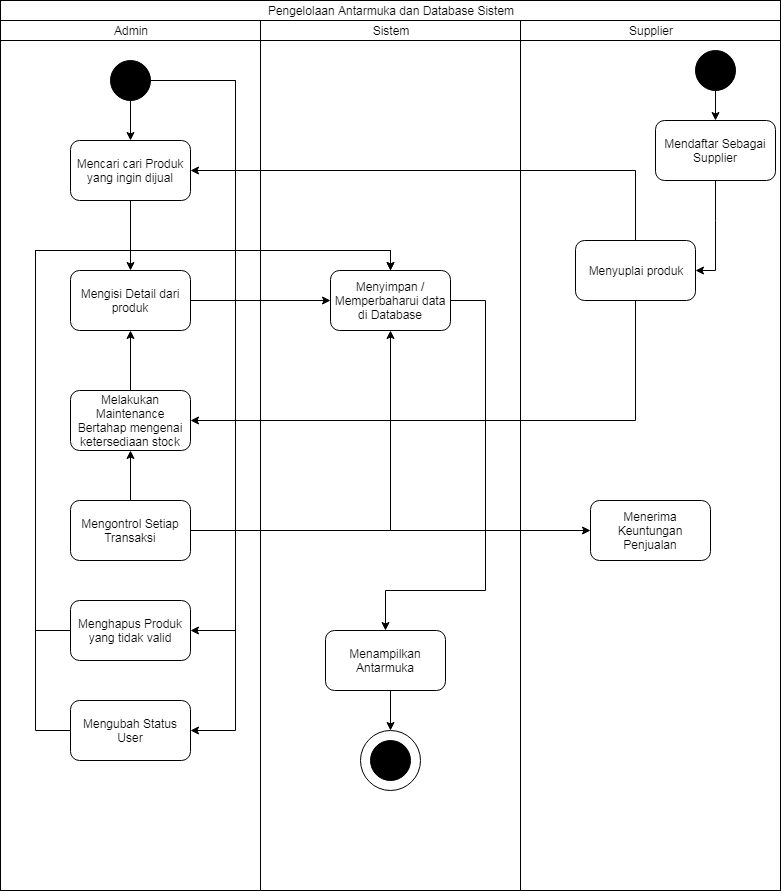 Pengelolaan Antarmuka dan Database Sistem
Admin
Sistem
Supplier
Mendaftar Sebagai
Supplier
Mencari cari Produk
yang ingin dijual
Menyuplai produk
Mengisi Detail dari
produk
Menyimpan /
Memperbaharui data
di Database
Melakukan
Maintenance
Bertahap mengenai
ketersediaan stock
Mengontrol Setiap
Transaksi
Menerima
Keuntungan
Penjualan
Menghapus Produk
yang tidak valid
Menampilkan
Antarmuka
Mengubah Status
User